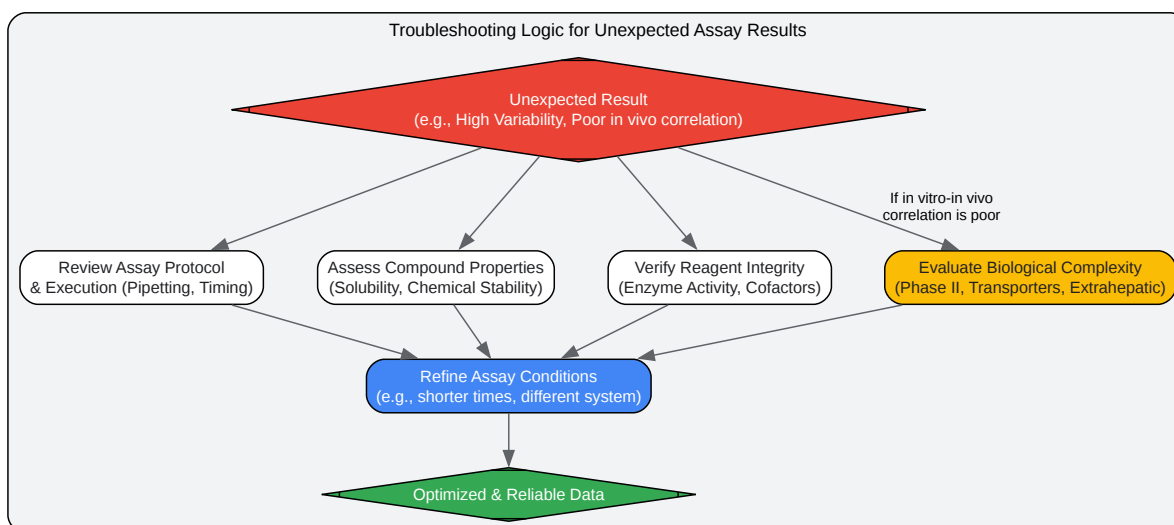 Troubleshooting Logic for Unexpected Assay Results
Unexpected Result
(e.g., High Variability, Poor in vivo correlation)
If in vitro-in vivo
correlation is poor
Review Assay Protocol
& Execution (Pipetting, Timing)
Assess Compound Properties
(Solubility, Chemical Stability)
Verify Reagent Integrity
(Enzyme Activity, Cofactors)
Evaluate Biological Complexity
(Phase II, Transporters, Extrahepatic)
Refine Assay Conditions
(e.g., shorter times, different system)
Optimized & Reliable Data